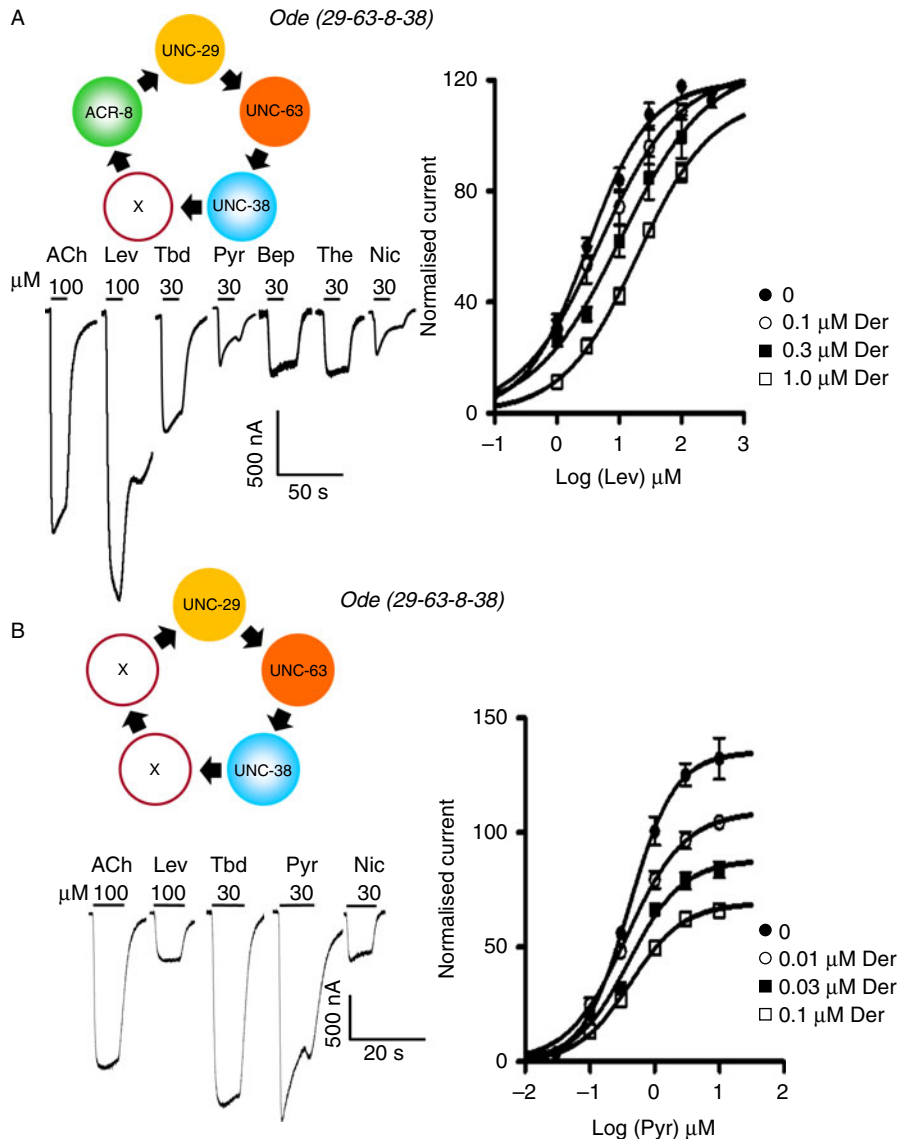 A
Ode (29-63-8-38)
UNC-29
ACR-8
UNC-63
X
UNC-38
ACh Lev Tbd Pyr Bep The Nic
μM 100 100 30 30 30 30 30
500 nA
50 s
Normalised current
120
80
40
0
−1 0 1 2 3
Log (Lev) μM
0
0.1 μM Der
0.3 μM Der
1.0 μM Der
B
Ode (29-63-8-38)
UNC-29
X
UNC-63
X
UNC-38
ACh Lev Tbd Pyr Nic
μM 100 100 30 30 30
500 nA
20 s
Normalised current
150
100
50
0
−2 −1 0 1 2
Log (Pyr) μM
0
0.01 μM Der
0.03 μM Der
0.1 μM Der